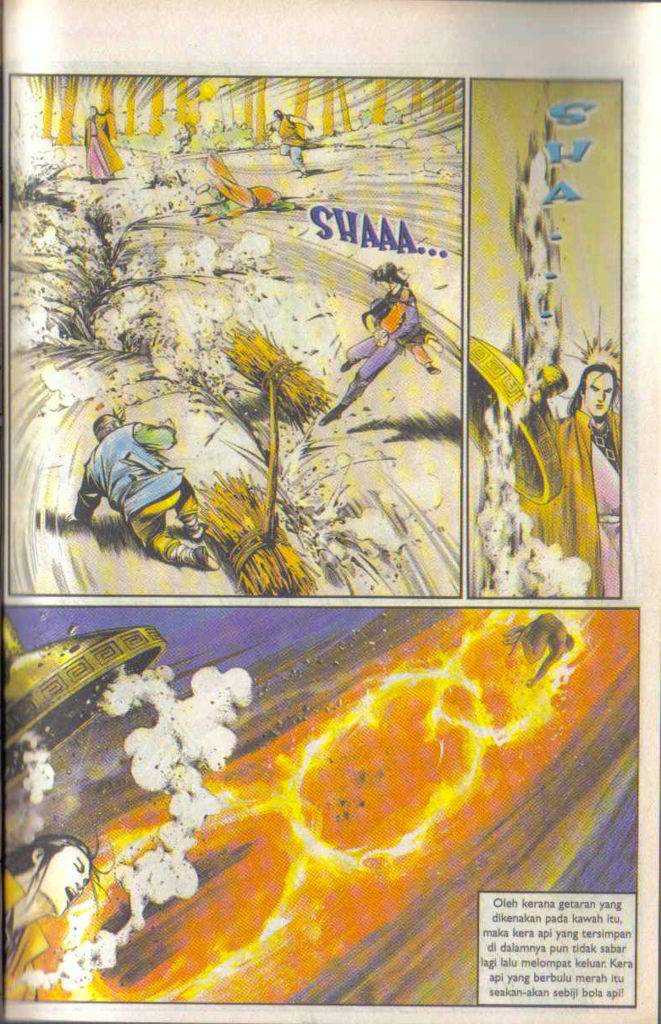 SHAAA...
SHA...
Oleh kerana getaran yang
dikenakan pada kawah itu,
maka kera api yang tersimpan
di dalamnya pun tidak sabar
lagi lalu melompat keluar. Kera
api yang berbulu merah itu
seakan-akan sebiji bola api!